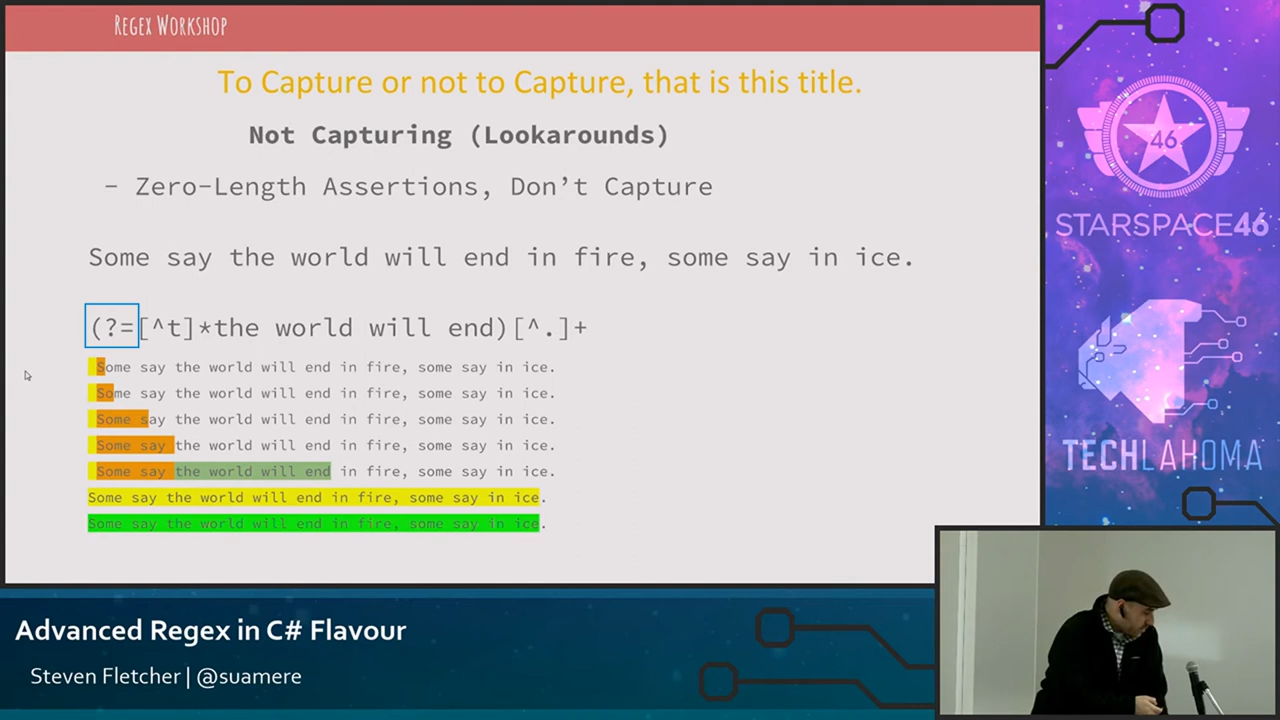 Regex Workshop
To Capture or not to Capture, that is this title.
Not Capturing (Lookarounds)
- Zero-Length Assertions, Don't Capture
Some say the world will end in fire, some say in ice.
(?=[^t]*the world will end)[^.]+
Some say the world will end in fire, some say in ice.
Some say the world will end in fire, some say in ice.
Some say the world will end in fire, some say in ice.
Some say the world will end in fire, some say in ice.
Some say the world will end in fire, some say in ice.
Some say the world will end in fire, some say in ice.
Some say the world will end in fire, some say in ice.
46
STARSPACE46
TECHLAHOMA
Advanced Regex in C# Flavour
Steven Fletcher | @suamere